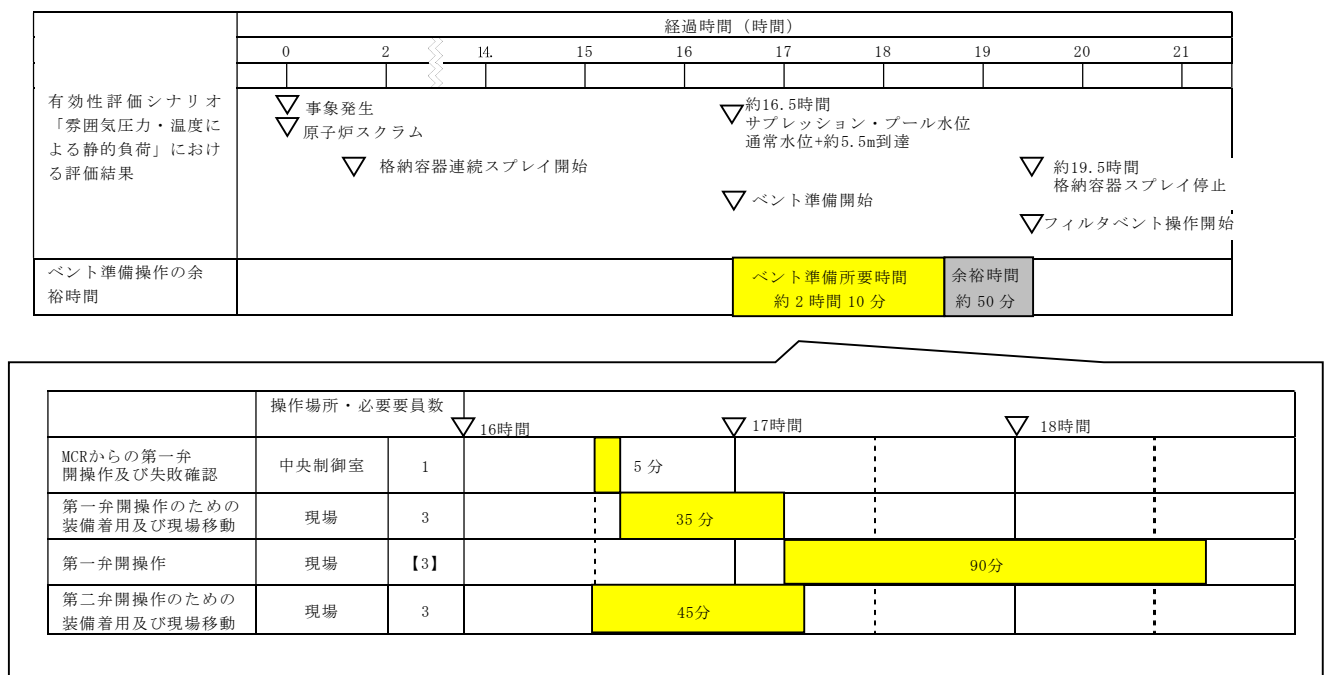 経過時間（時間）
0 2 14. 15 16 17 18 19 20 21
有効性評価シナリオ
「雰囲気圧力・温度に
よる静的負荷」におけ
る評価結果
事象発生
原子炉スクラム
格納容器連続スプレイ開始
約16.5時間
サプレッション・プール水位
通常水位+約5.5m到達
ベント準備開始
約19.5時間
格納容器スプレイ停止
フィルタベント操作開始
ベント準備操作の余
裕時間
ベント準備所要時間
約2時間10分
余裕時間
約50分
操作場所・必要要員数
16時間 17時間 18時間
MCRからの第一弁
開操作及び失敗確認
中央制御室 1 5分
第一弁開操作のための
装備着用及び現場移動
現場 3 35分
第一弁開操作 現場 【3】 90分
第二弁開操作のための
装備着用及び現場移動
現場 3 45分